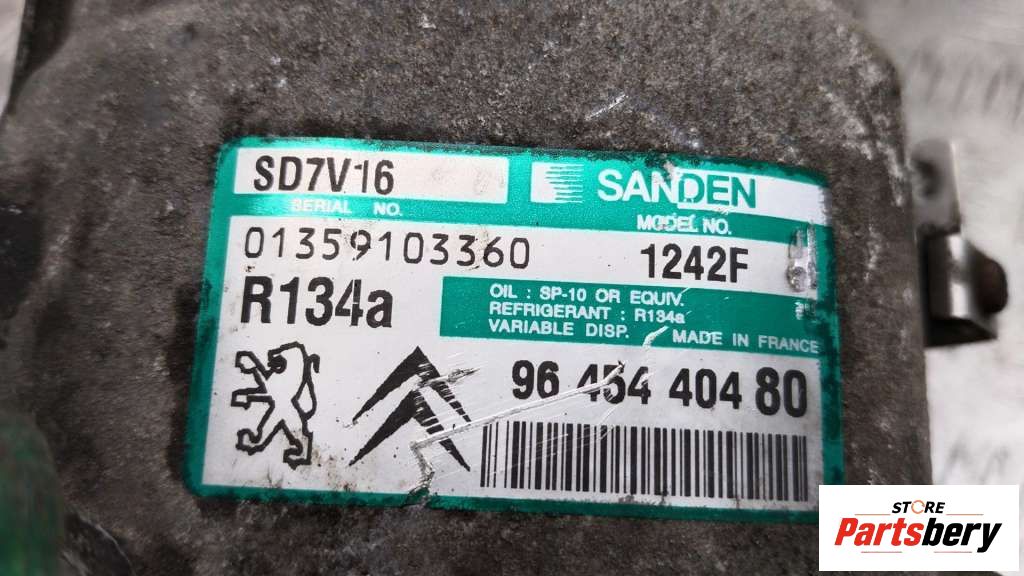 SD7V16
SANDEN
SERIAL NO.
MODEL NO.
01359103360
1242F
R134a
OIL : SP-10 OR EQUIV.
REFRIGERANT : R134a
VARIABLE DISP.
MADE IN FRANCE
96 454 404 80
STORE
Partsbery